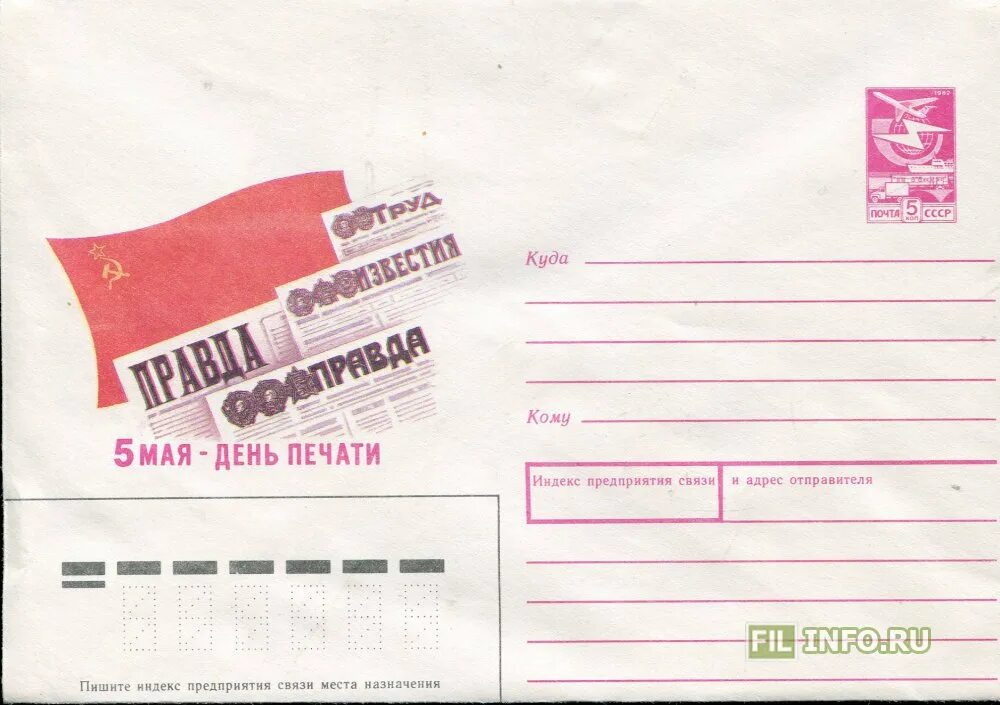 1982
ПОЧТА 5 КОП СССР
Труд
ИЗВЕСТИЯ
ПРАВДА
ПРАВДА
5 МАЯ - ДЕНЬ ПЕЧАТИ
Куда
Кому
Индекс предприятия связи и адрес отправителя
Пишите индекс предприятия связи места назначения
FIL INFO.RU